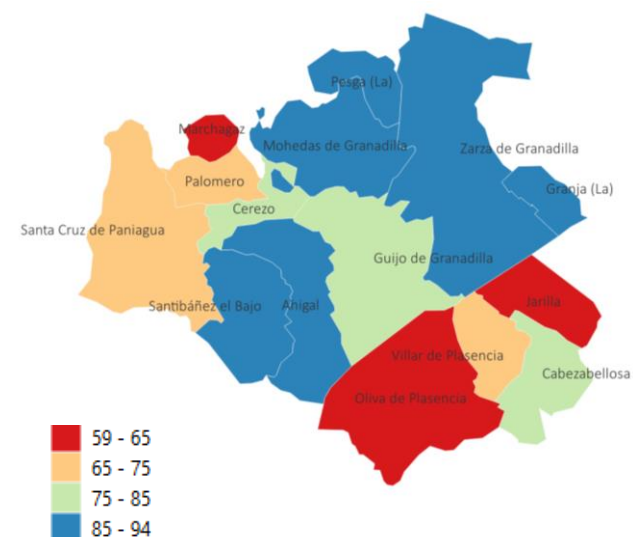 Pesga (La)
Marchagaz
Mohedas de Granadilla
Zarza de Granadilla
Palomero
Granja (La)
Cerezo
Santa Cruz de Paniagua
Guijo de Granadilla
Santibáñez el Bajo
Ahigal
Jarilla
Villar de Plasencia
Cabezabellosa
Oliva de Plasencia
59 - 65
65 - 75
75 - 85
85 - 94